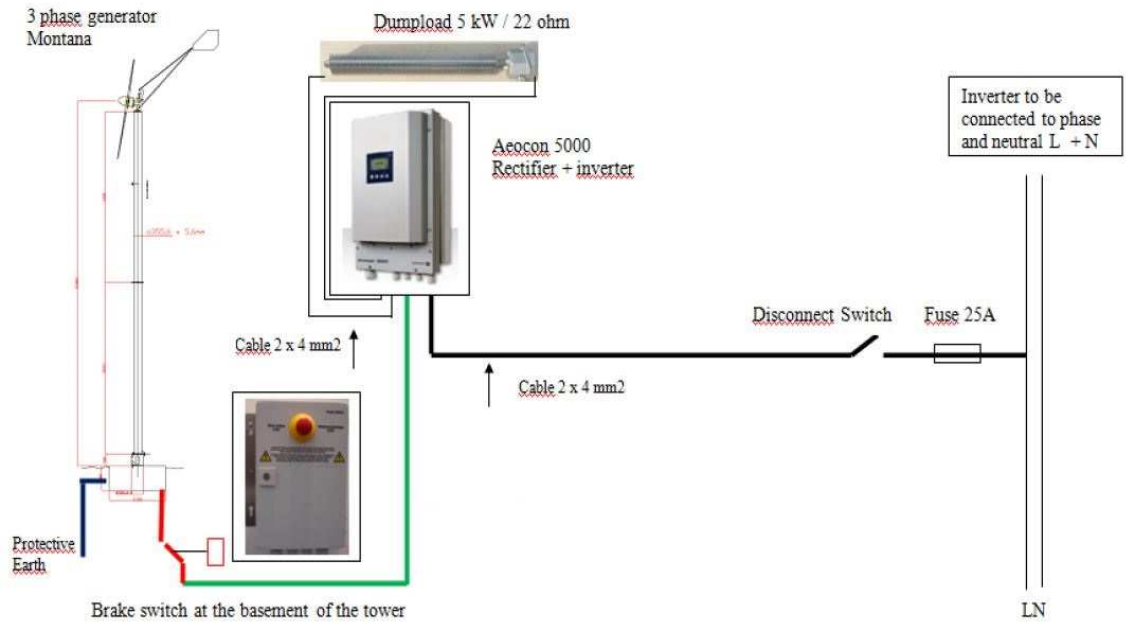 3 phase generator
Montana
Dumpload 5 kW / 22 ohm
Aeocon 5000
Rectifier + inverter
Inverter to be
connected to phase
and neutral L + N
Disconnect Switch
Fuse 25A
Cable 2 x 4 mm2
Cable 2 x 4 mm2
Protective
Earth
Brake switch at the basement of the tower
LN